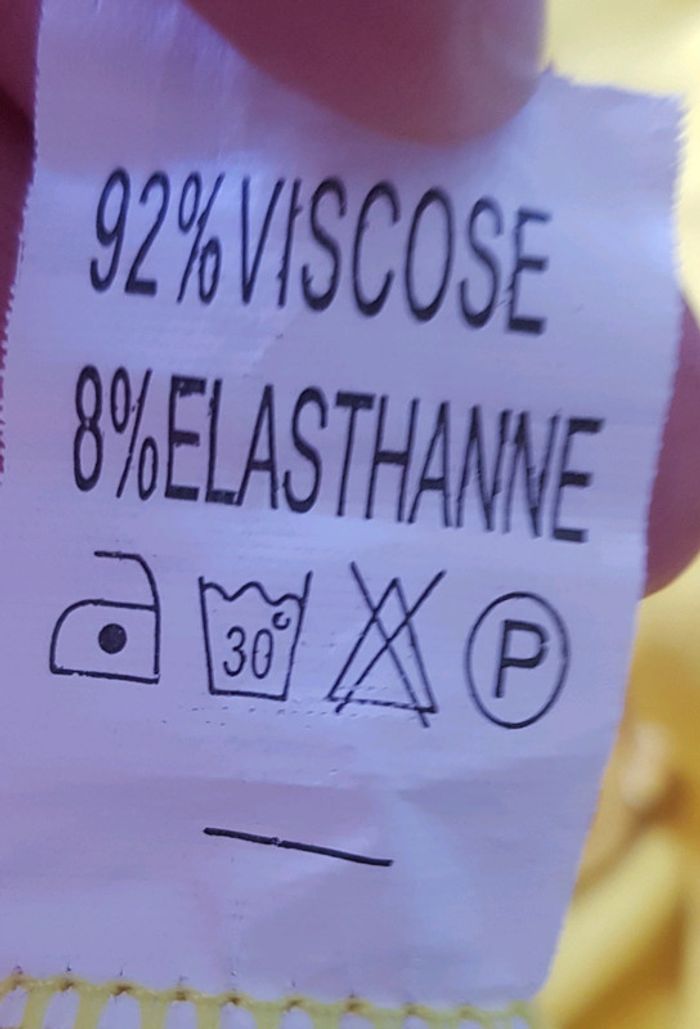 92% VISCOSE
8% ELASTHANNE
30°C
P